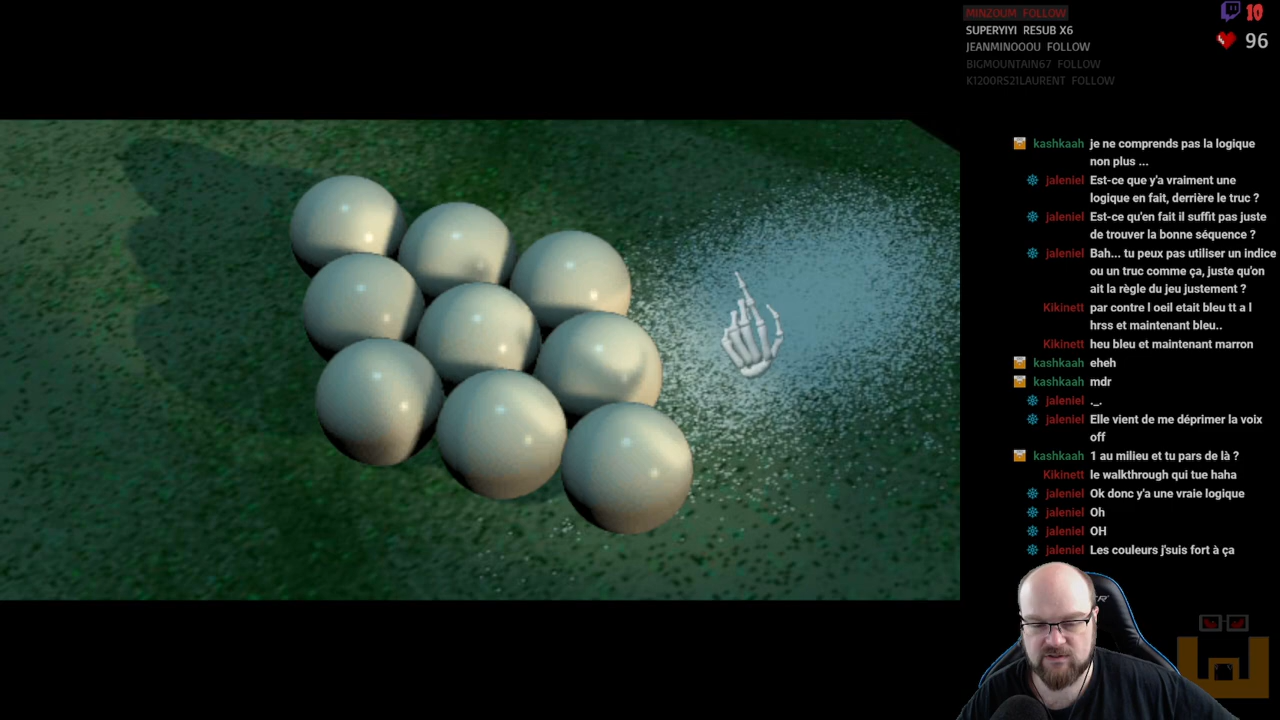 MINZOUM FOLLOW
SUPERYIYI RESUB X6
JEANMINOOOU FOLLOW
BIGMOUNTAIN67 FOLLOW
K1200RS21LAURENT FOLLOW
10
96
kashkaah je ne comprends pas la logique
non plus ...
jaleniel Est-ce que y'a vraiment une
logique en fait, derrière le truc ?
jaleniel Est-ce qu'en fait il suffit pas juste
de trouver la bonne séquence ?
jaleniel Bah... tu peux pas utiliser un indice
ou un truc comme ça, juste qu'on
ait la règle du jeu justement ?
Kikinett par contre l oeil etait bleu tt a l
hrss et maintenant bleu..
Kikinett heu bleu et maintenant marron
kashkaah eheh
kashkaah mdr
jaleniel ._.
jaleniel Elle vient de me déprimer la voix
off
kashkaah 1 au milieu et tu pars de là ?
Kikinett le walkthrough qui tue haha
jaleniel Ok donc y'a une vraie logique
jaleniel Oh
jaleniel OH
jaleniel Les couleurs j'suis fort à ça